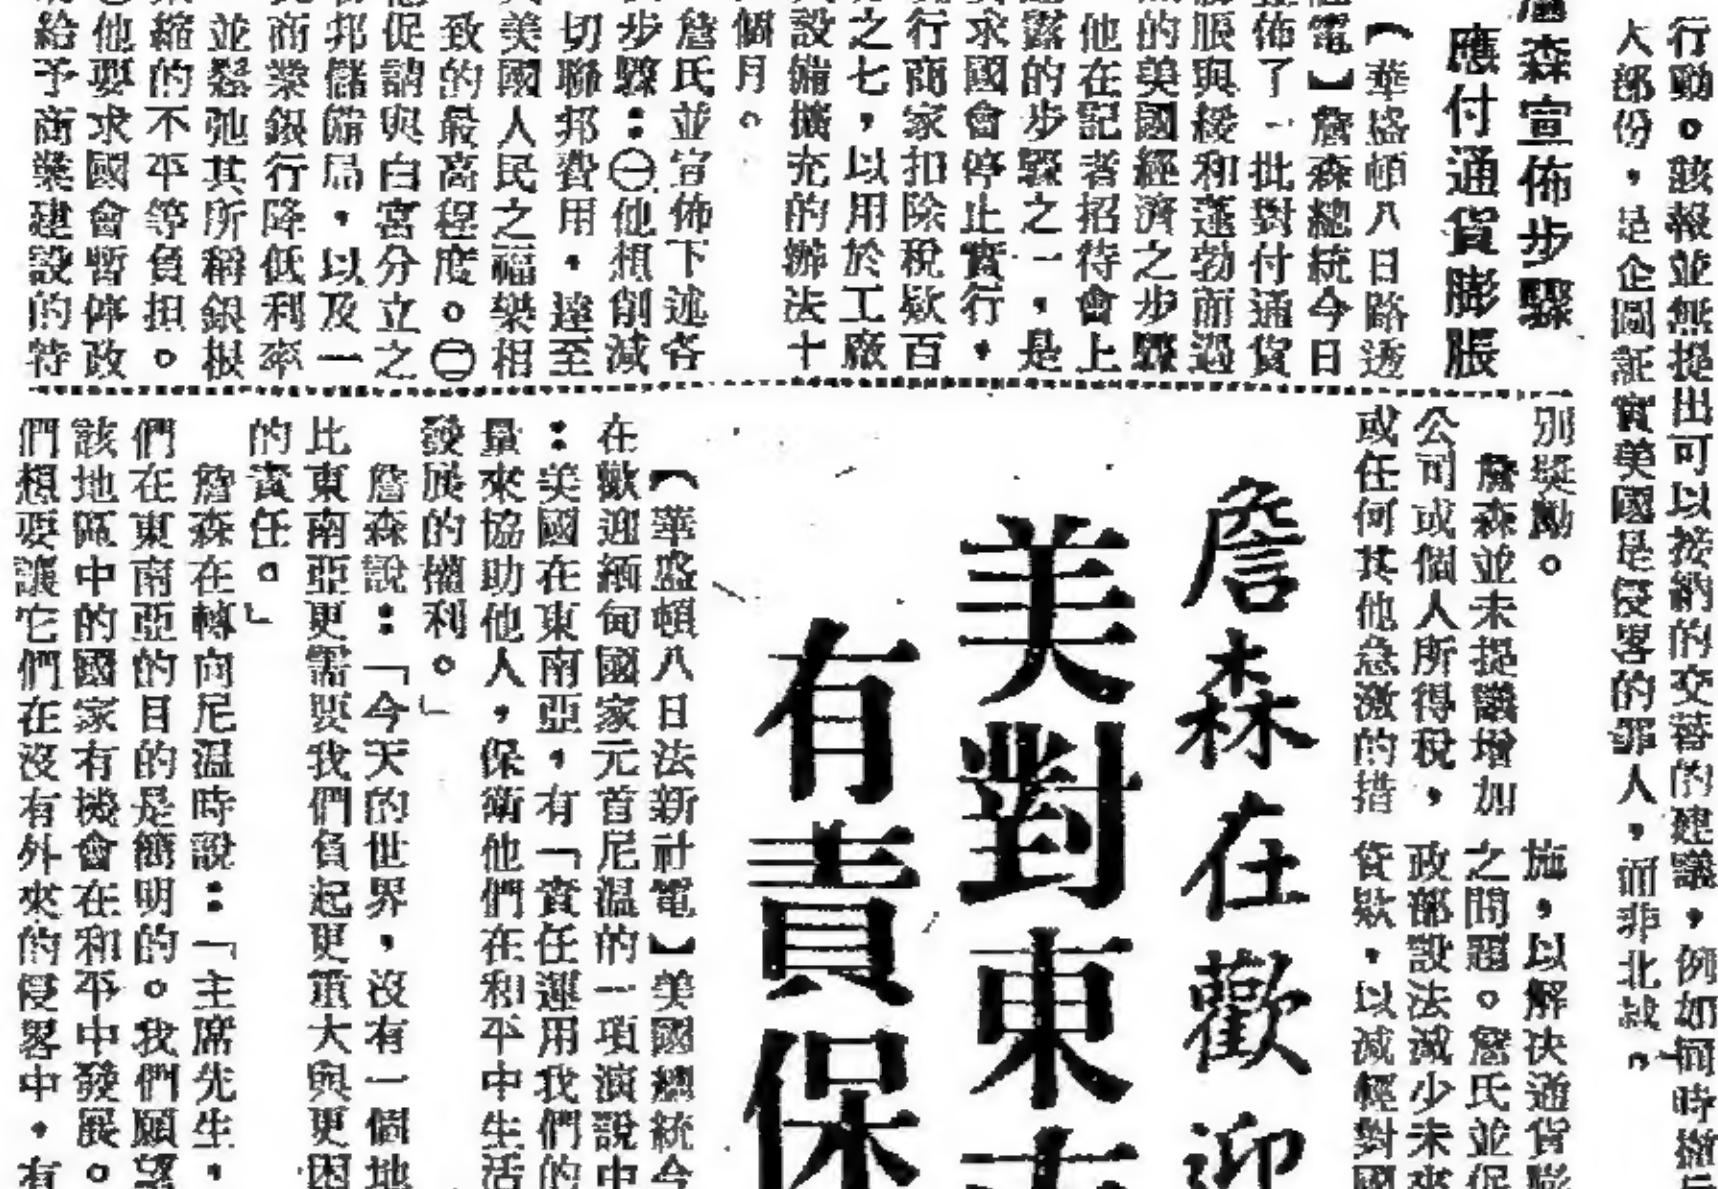 行動。該報並無提出可以接納的交替的建議，例如同時撤
大部份，是企圖証實美國是侵畧的罪人，而非北越。
森宣佈步驟
應付通貨膨脹
【華盛頓八日路透
電】詹森總統今日
佈了一批對付通貨
脹與緩和蓬勃而過
的美國經濟之步驟
他在記者招待會上
露的步驟之一，是
求國會停止實行，
行商家扣除稅欵百
之七，以用於工廠
設備擴充的辦法十
個月。
詹氏並宣佈下述各
步驟：㊀他想削減
切聯邦費用，達至
美國人民之福樂相
致的最高程度。㊁
促請與白宮分立之
邦儲備局，以及一
商業銀行降低利率
並鬆弛其所稱銀根
縮的不平等負担。
他要求國會暫停政
給予商業建設的特
別獎勵。
詹森並未提議增加
公司或個人所得稅，
或任何其他急激的措
施，以解決通貨膨
之問題。詹氏並促
政部設法減少未來
貸欵，以減輕對國
詹森在歡迎
美對東
有責保
【華盛頓八日法新社電】美國總統今
在歡迎緬甸國家元首尼溫的一項演說中
：美國在東南亞，有「責任運用我們的
量來協助他人，保衛他們在和平中生活
發展的權利。」
詹森說：「今天的世界，沒有一個地
比東南亞更需要我們負起更重大與更困
的責任。」
詹森在轉向尼溫時說：「主席先生，
們在東南亞的目的是簡明的。我們願望
該地區中的國家有機會在和平中發展。
們想要讓它們在沒有外來的侵畧中，有